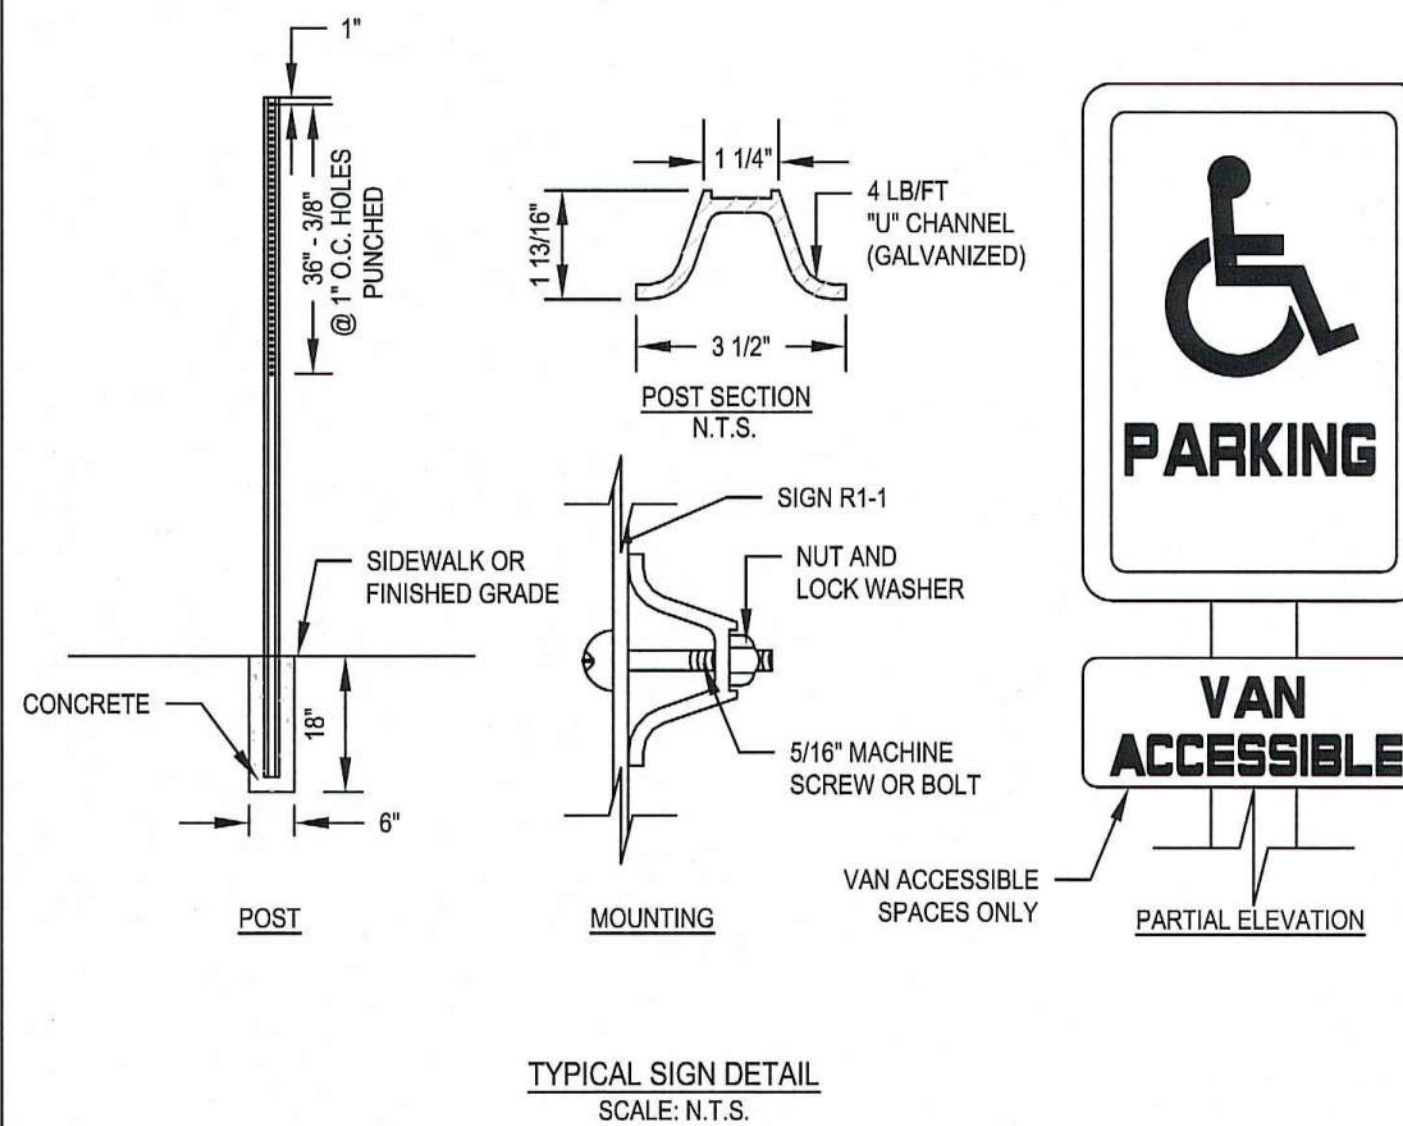 1"
36" - 3/8"
@ 1" O.C. HOLES
PUNCHED
SIDEWALK OR
FINISHED GRADE
CONCRETE
18"
6"
POST
1 1/4"
1 13/16"
4 LB/FT
"U" CHANNEL
(GALVANIZED)
3 1/2"
POST SECTION
N.T.S.
SIGN R1-1
NUT AND
LOCK WASHER
5/16" MACHINE
SCREW OR BOLT
MOUNTING
PARKING
VAN
ACCESSIBLE
VAN ACCESSIBLE
SPACES ONLY
PARTIAL ELEVATION
TYPICAL SIGN DETAIL
SCALE: N.T.S.